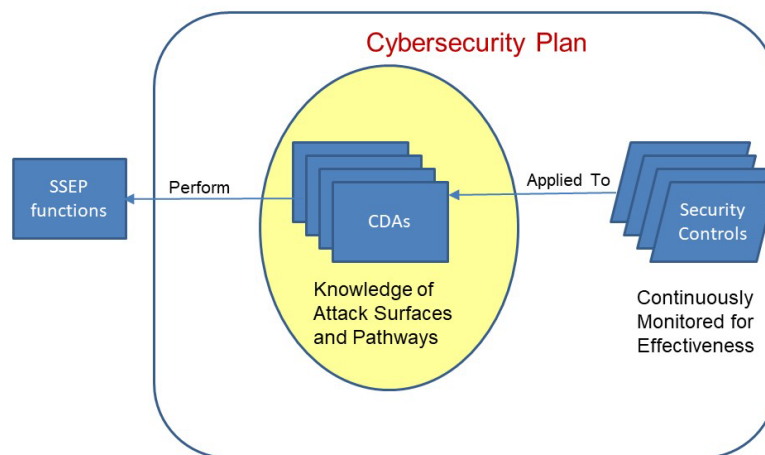 Cybersecurity Plan
SSEP
functions
Perform
CDAs
Applied To
Security
Controls
Knowledge of
Attack Surfaces
and Pathways
Continuously
Monitored for
Effectiveness